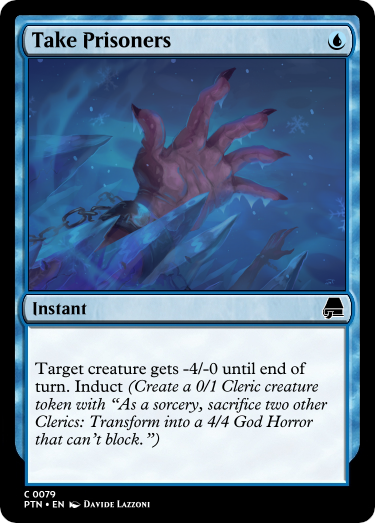 Take Prisoners
Instant
Target creature gets -4/-0 until end of
turn. Induct (Create a 0/1 Cleric creature
token with “As a sorcery, sacrifice two other
Clerics: Transform into a 4/4 God Horror
that can’t block.”)
C 0079
PTN • EN Davide Lazzoni